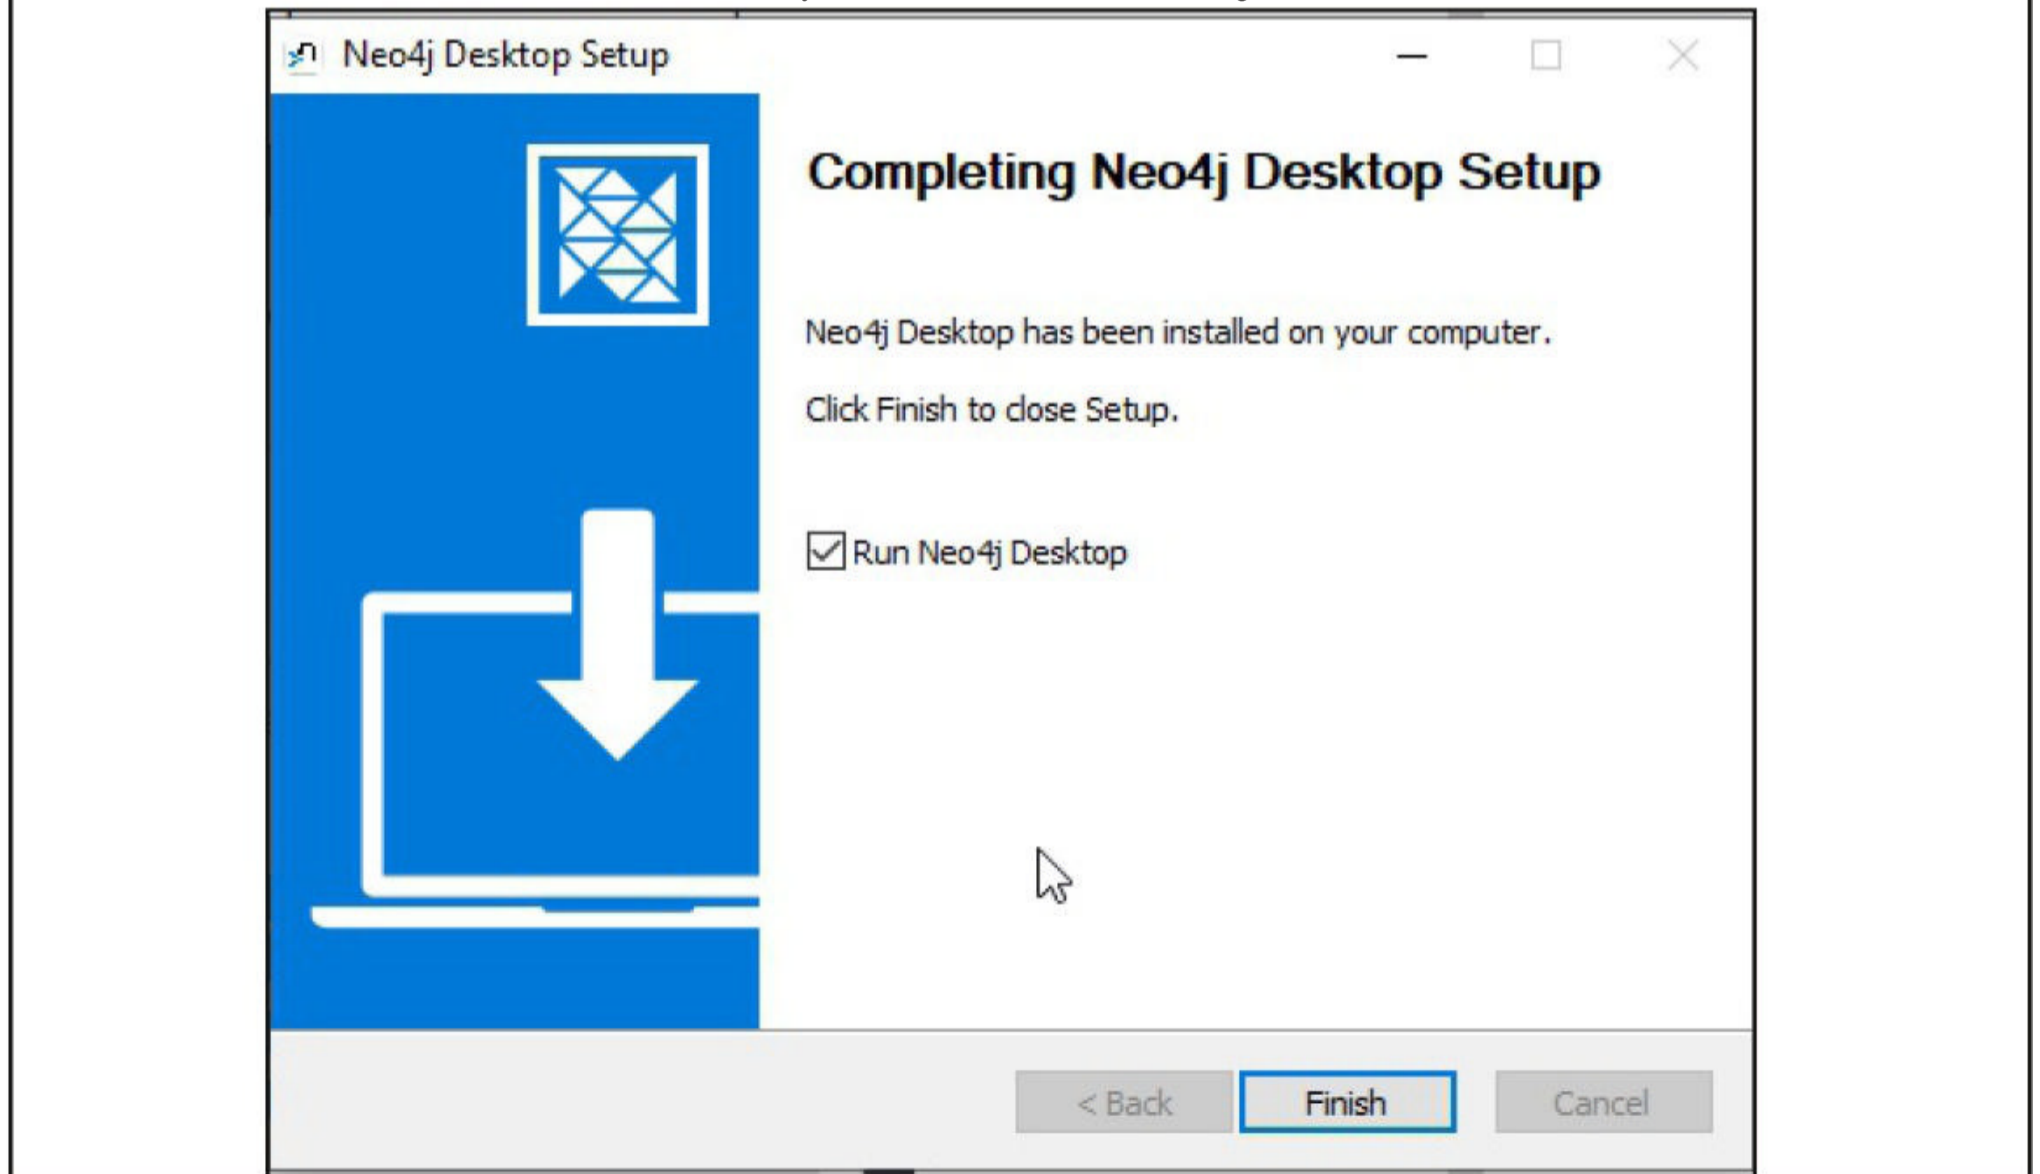 Neo4j Desktop Setup
Completing Neo4j Desktop Setup
Neo4j Desktop has been installed on your computer.
Click Finish to close Setup.
Run Neo4j Desktop
< Back
Finish
Cancel